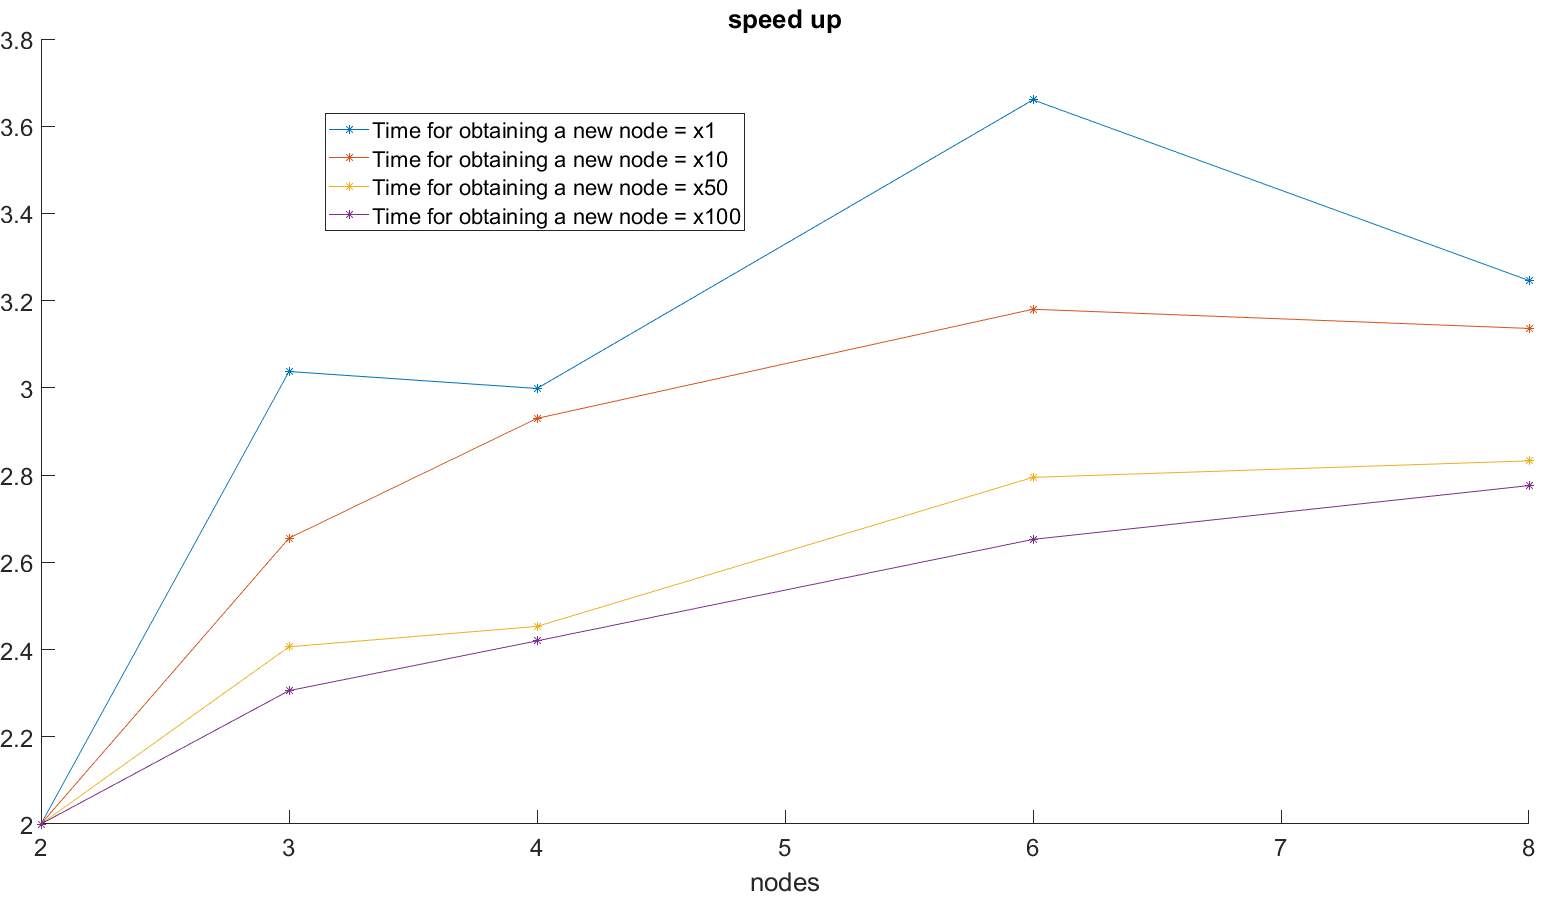 speed up
3.8
3.6
3.4
3.2
3
2.8
2.6
2.4
2.2
2
Time for obtaining a new node = x1
Time for obtaining a new node = x10
Time for obtaining a new node = x50
Time for obtaining a new node = x100
2 3 4 5 6 7 8
nodes